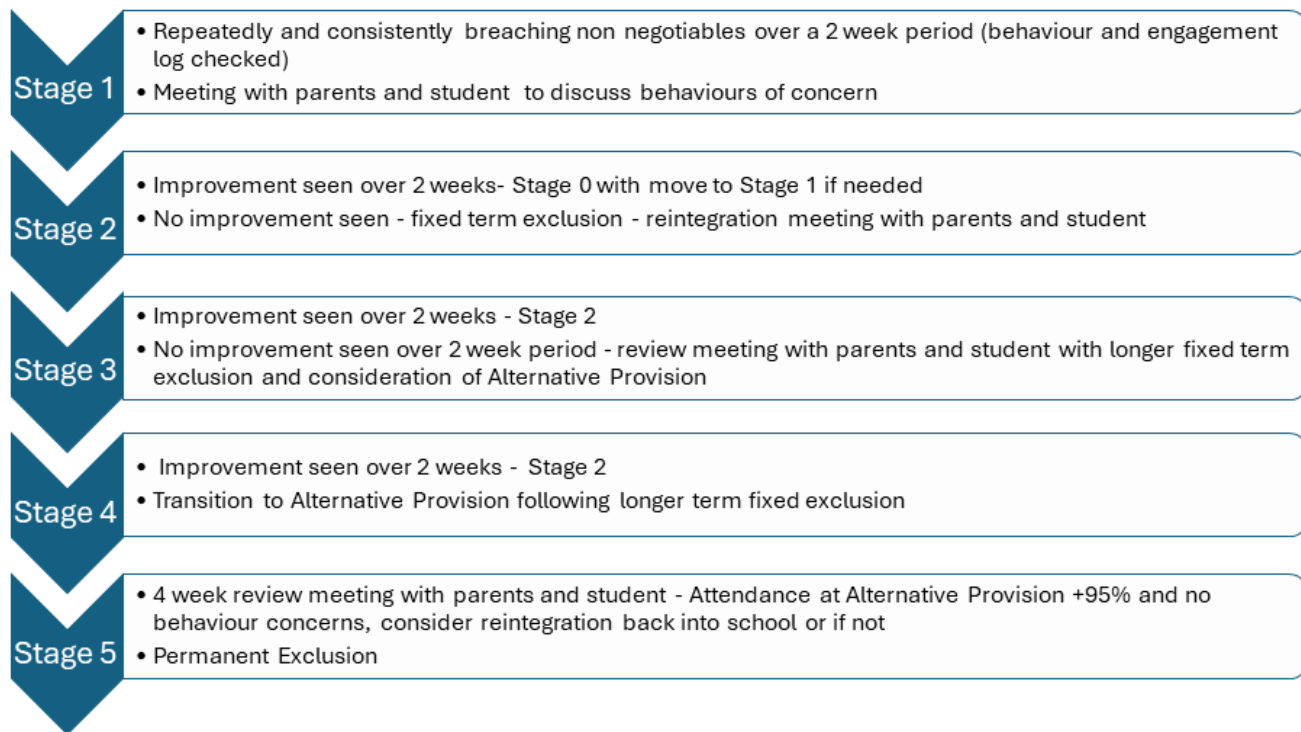 Stage 1
• Repeatedly and consistently breaching non negotiables over a 2 week period (behaviour and engagement
log checked)
• Meeting with parents and student to discuss behaviours of concern
Stage 2
• Improvement seen over 2 weeks- Stage 0 with move to Stage 1 if needed
• No improvement seen - fixed term exclusion - reintegration meeting with parents and student
Stage 3
• Improvement seen over 2 weeks - Stage 2
• No improvement seen over 2 week period - review meeting with parents and student with longer fixed term
exclusion and consideration of Alternative Provision
Stage 4
• Improvement seen over 2 weeks - Stage 2
• Transition to Alternative Provision following longer term fixed exclusion
Stage 5
• 4 week review meeting with parents and student - Attendance at Alternative Provision +95% and no
behaviour concerns, consider reintegration back into school or if not
• Permanent Exclusion